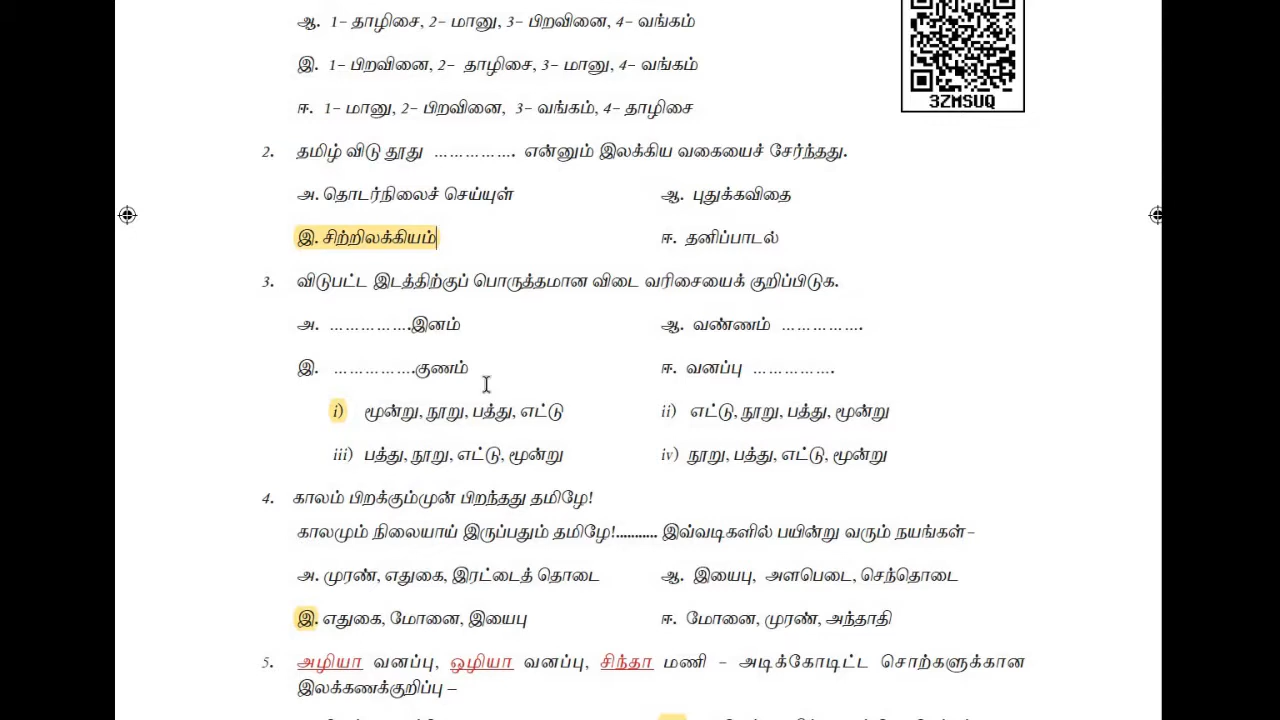 ஆ. 1- தாழிசை, 2- மானு, 3- பிறவினை, 4- வங்கம்
இ. 1- பிறவினை, 2- தாழிசை, 3- மானு, 4- வங்கம்
3ZMSUQ
ஈ. 1- மானு, 2- பிறவினை, 3- வங்கம், 4- தாழிசை
2. தமிழ் விடு தூது …………… என்னும் இலக்கிய வகையைச் சேர்ந்தது.
அ. தொடர்நிலைச் செய்யுள் ஆ. புதுக்கவிதை
இ. சிற்றிலக்கியம் ஈ. தனிப்பாடல்
3. விடுபட்ட இடத்திற்குப் பொருத்தமான விடை வரிசையைக் குறிப்பிடுக.
அ. …………….இனம் ஆ. வண்ணம் …………….
இ. …………….குணம் ஈ. வனப்பு …………….
i) மூன்று, நூறு, பத்து, எட்டு ii) எட்டு, நூறு, பத்து, மூன்று
iii) பத்து, நூறு, எட்டு, மூன்று iv) நூறு, பத்து, எட்டு, மூன்று
4. காலம் பிறக்கும்முன் பிறந்தது தமிழே!
காலமும் நிலையாய் இருப்பதும் தமிழே!........... இவ்வடிகளில் பயின்று வரும் நயங்கள்-
அ. முரண், எதுகை, இரட்டைத் தொடை ஆ. இயைபு, அளபெடை, செந்தொடை
இ. எதுகை, மோனை, இயைபு ஈ. மோனை, முரண், அந்தாதி
5. அழியா வனப்பு, ஒழியா வனப்பு, சிந்தா மணி - அடிக்கோடிட்ட சொற்களுக்கான
இலக்கணக்குறிப்பு –